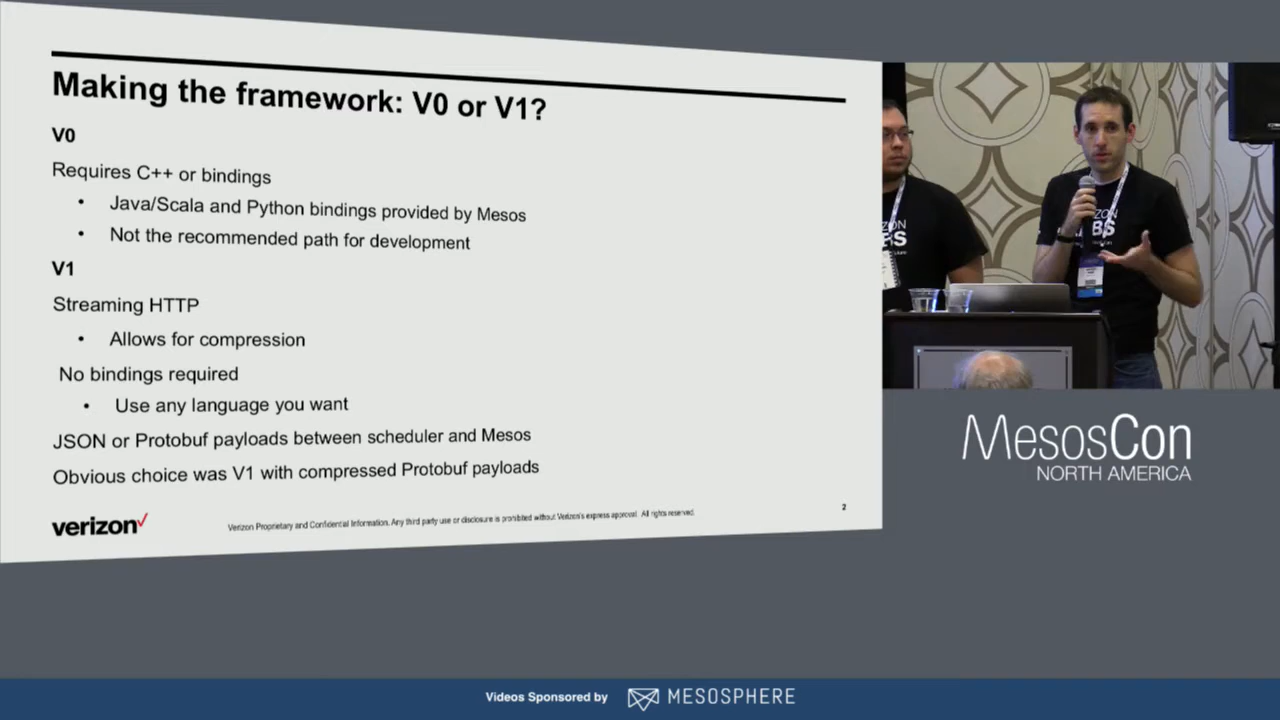 Making the framework: V0 or V1?
V0
Requires C++ or bindings
• Java/Scala and Python bindings provided by Mesos
• Not the recommended path for development
V1
Streaming HTTP
• Allows for compression
No bindings required
• Use any language you want
JSON or Protobuf payloads between scheduler and Mesos
Obvious choice was V1 with compressed Protobuf payloads
verizon✓
Verizon Proprietary and Confidential Information. Any third party use or disclosure is prohibited without Verizon's express approval. All rights reserved.
2
MesosCon
NORTH AMERICA
Videos Sponsored by
MESOSPHERE